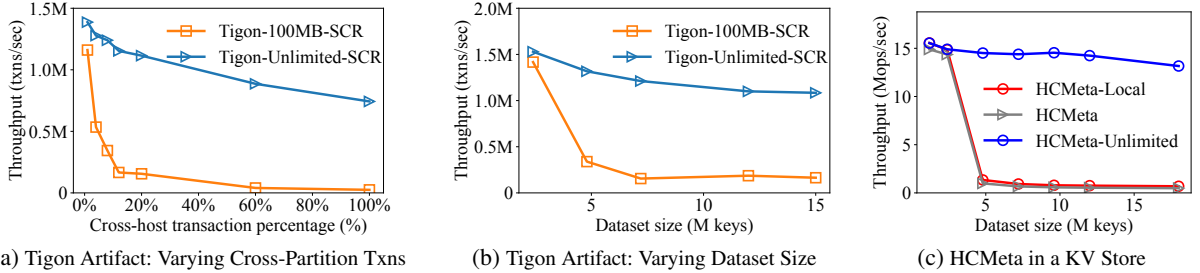 1.5M
1.0M
0.5M
0
Throughput (txns/sec)
Tigon-100MB-SCR
Tigon-Unlimited-SCR
0% 20% 40% 60% 80% 100%
Cross-host transaction percentage (%)
a) Tigon Artifact: Varying Cross-Partition Txns
2.0M
1.5M
1.0M
0.5M
0
Throughput (txns/sec)
Tigon-100MB-SCR
Tigon-Unlimited-SCR
5 10 15
Dataset size (M keys)
(b) Tigon Artifact: Varying Dataset Size
15
10
5
0
Throughput (Mops/sec)
HCMeta-Local
HCMeta
HCMeta-Unlimited
5 10 15
Dataset size (M keys)
(c) HCMeta in a KV Store